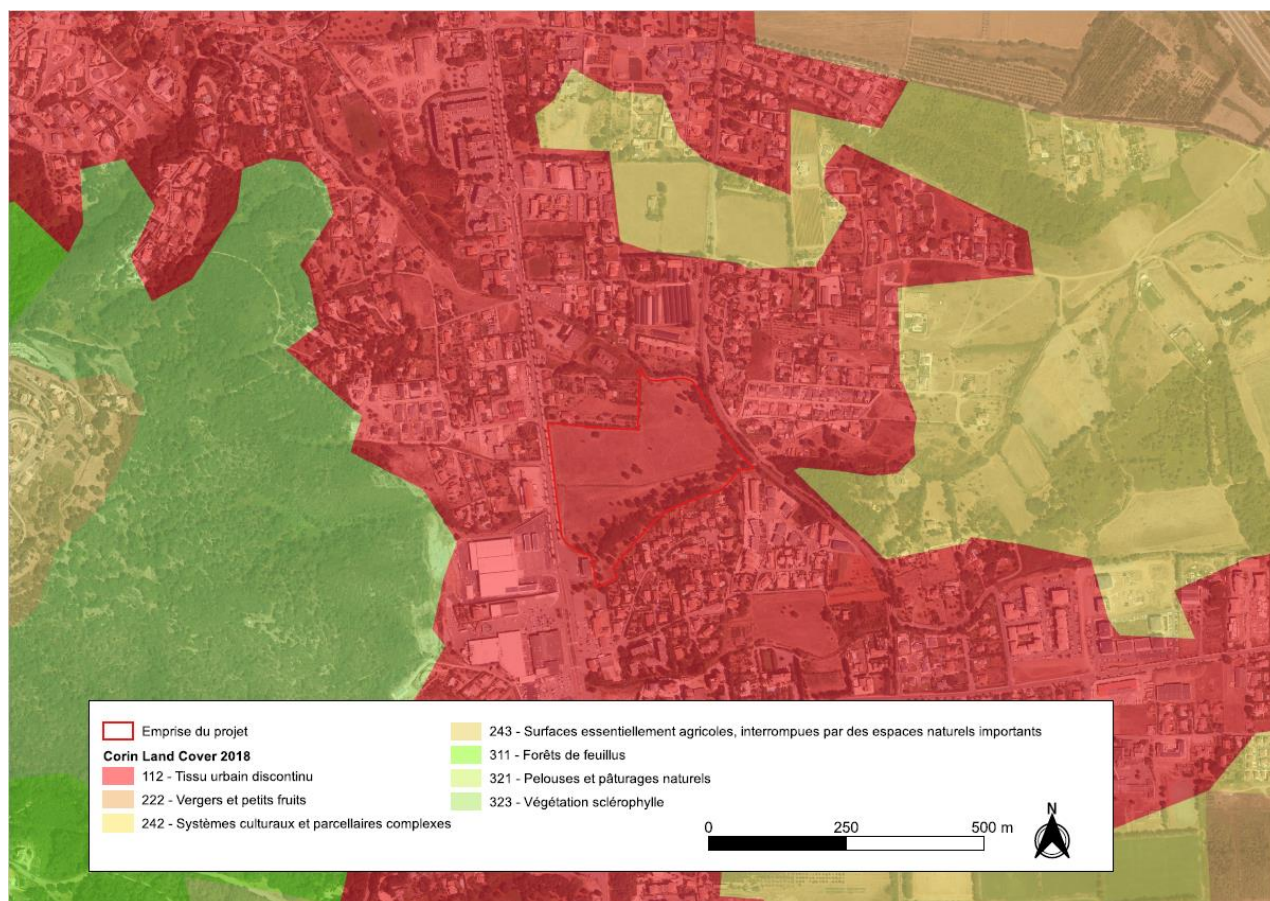 Emprise du projet
Corin Land Cover 2018
112 - Tissu urbain discontinu
222 - Vergers et petits fruits
242 - Systèmes culturaux et parcellaires complexes
243 - Surfaces essentiellement agricoles, interrompues par des espaces naturels importants
311 - Forêts de feuillus
321 - Pelouses et pâturages naturels
323 - Végétation sclérophylle
0 250 500 m
N